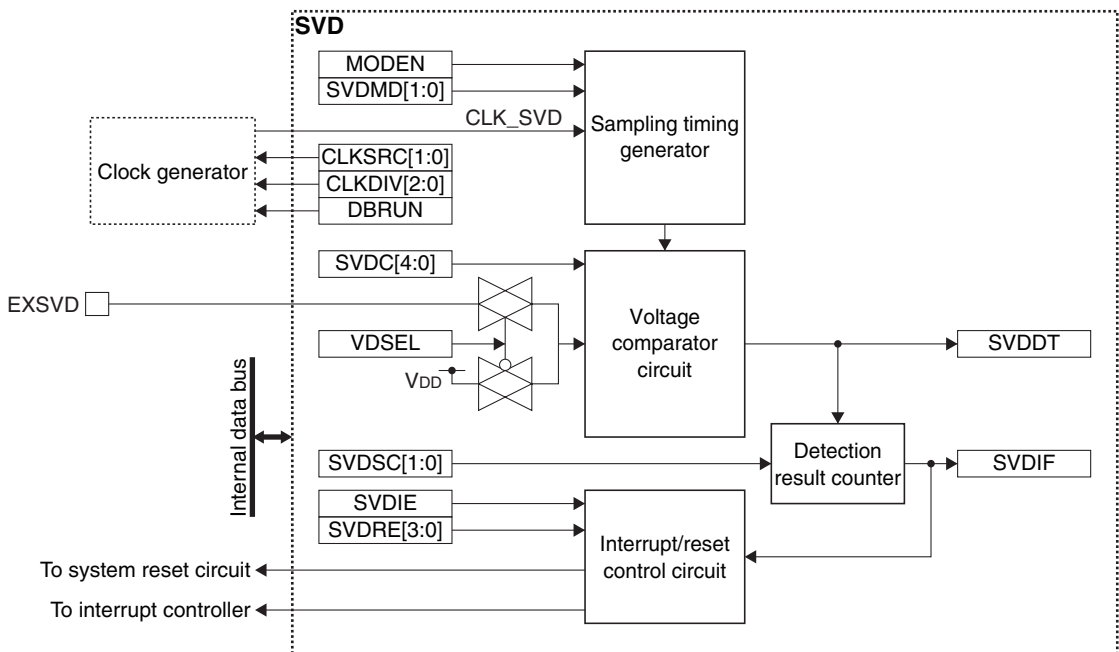 SVD
MODEN
SVDMD[1:0]
CLK_SVD
Sampling timing
generator
Clock generator
CLKSRC[1:0]
CLKDIV[2:0]
DBRUN
SVDC[4:0]
EXSVD
VDSEL
VDD
Voltage
comparator
circuit
SVDDT
Internal data bus
SVDSC[1:0]
Detection
result counter
SVDIF
SVDIE
SVDRE[3:0]
Interrupt/reset
control circuit
To system reset circuit
To interrupt controller